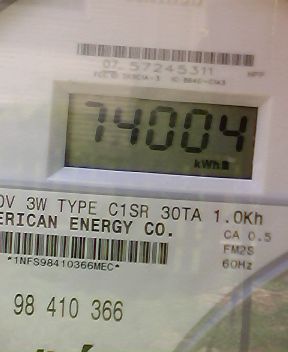 07 57245311
74004
kWh
0V 3W TYPE C1SR 30TA 1.0Kh
ERICAN ENERGY CO.
CA 0.5
FM2S
60Hz
*1NFS98410366MEC*
98 410 366